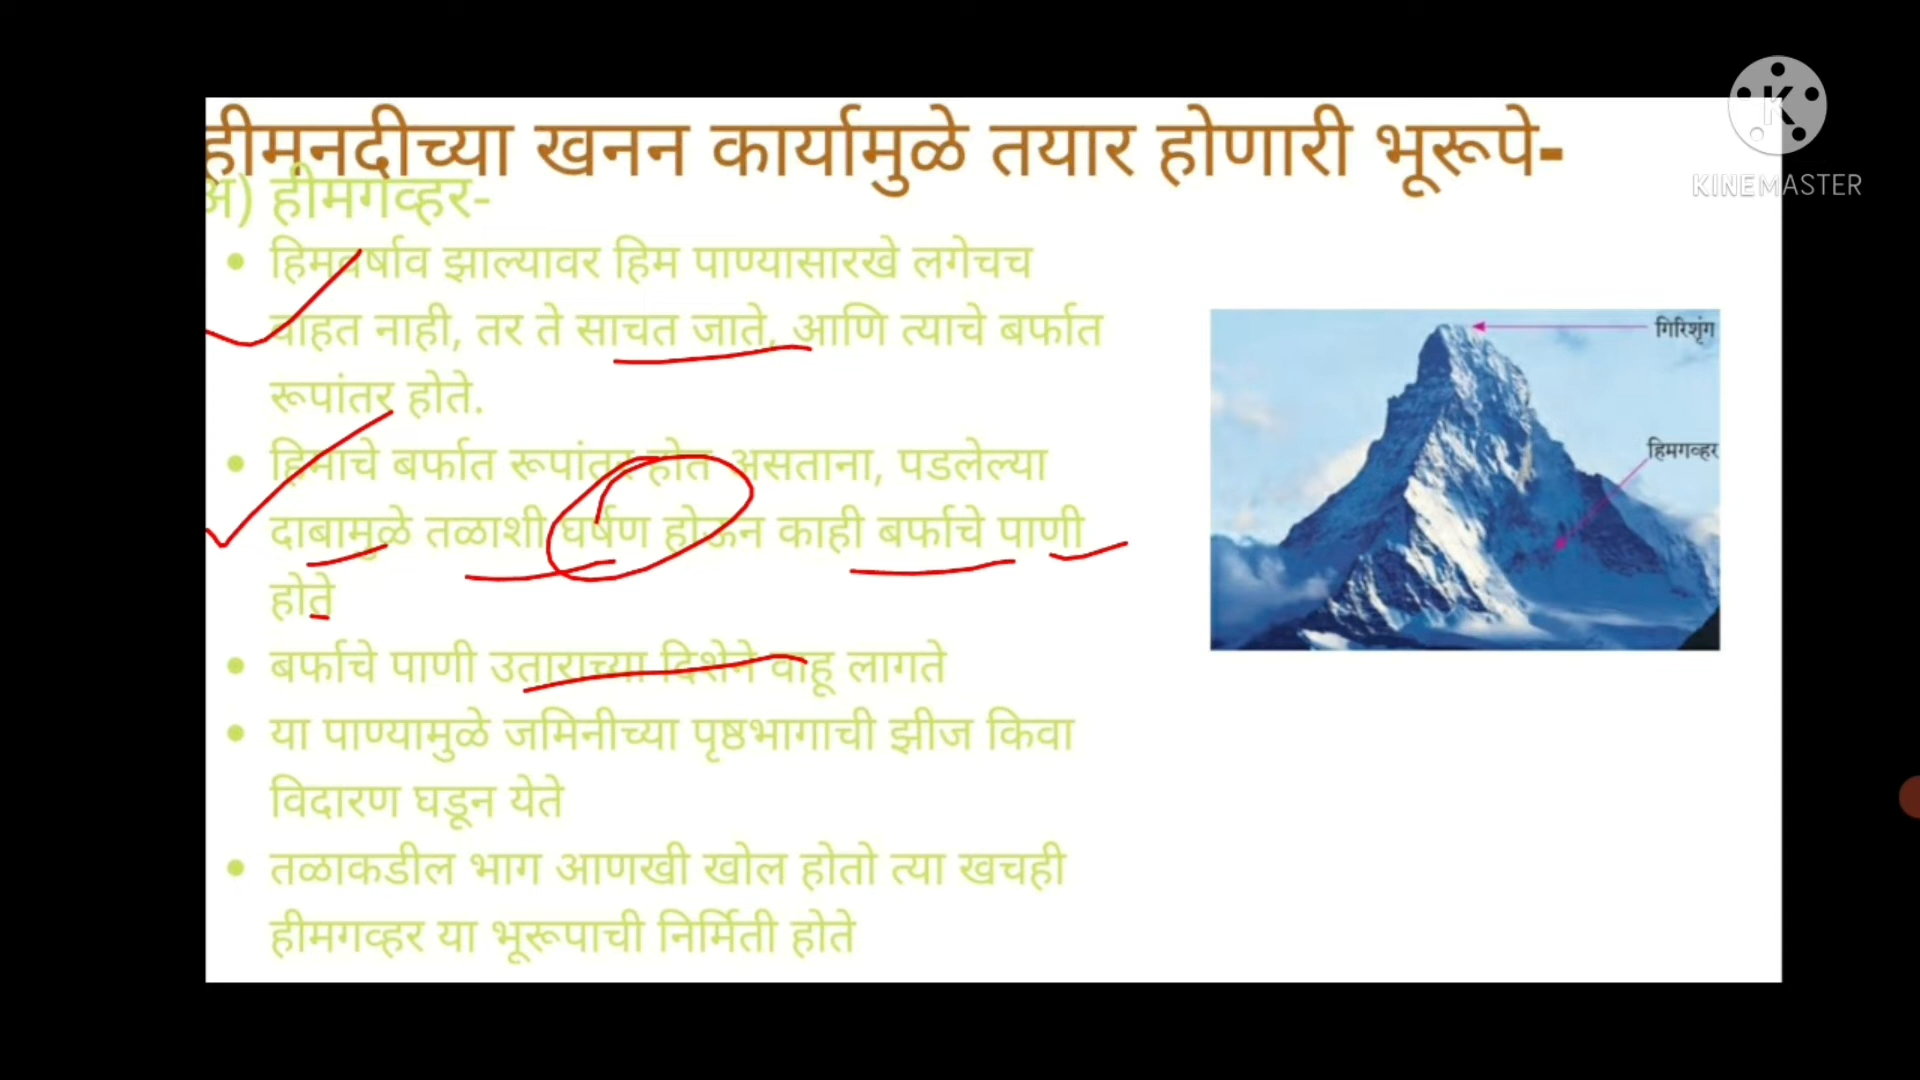 हीमनदीच्या खनन कार्यामुळे तयार होणारी भूरूपे-
अ) हीमगव्हर-
• हिमवर्षाव झाल्यावर हिम पाण्यासारखे लगेचच
वाहत नाही, तर ते साचत जाते, आणि त्याचे बर्फात
रूपांतर होते.
• हिमाचे बर्फात रूपांतर होत असताना, पडलेल्या
दाबामुळे तळाशी घर्षण होऊन काही बर्फाचे पाणी
होते
• बर्फाचे पाणी उताराच्या दिशेने वाहू लागते
• या पाण्यामुळे जमिनीच्या पृष्ठभागाची झीज किवा
विदारण घडून येते
• तळाकडील भाग आणखी खोल होतो त्या खचही
हीमगव्हर या भूरूपाची निर्मिती होते
गिरिशृंग
हिमगव्हर
K
KINEMASTER